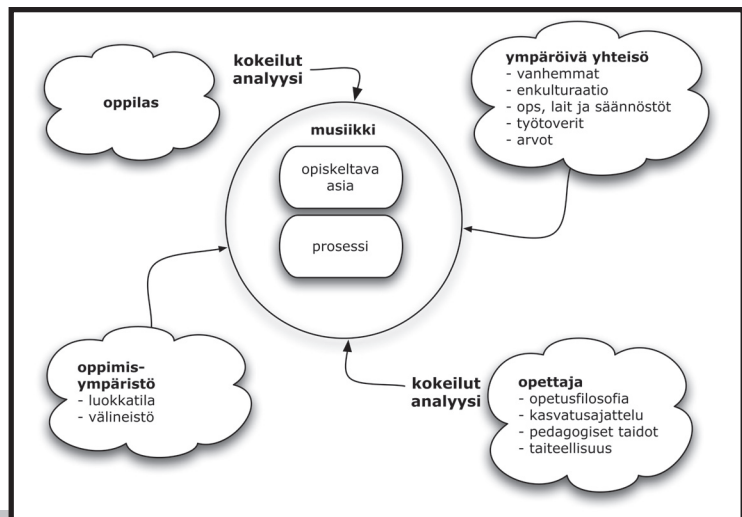 oppilas
kokeilut
analyysi
ympäröivä yhteisö
- vanhemmat
- enkulturaatio
- ops, lait ja säännöstöt
- työtoverit
- arvot
musiikki
opiskeltava
asia
prosessi
oppimis-
ympäristö
- luokkatila
- välineistö
kokeilut
analyysi
opettaja
- opetusfilosofia
- kasvatusajattelu
- pedagogiset taidot
- taiteellisuus